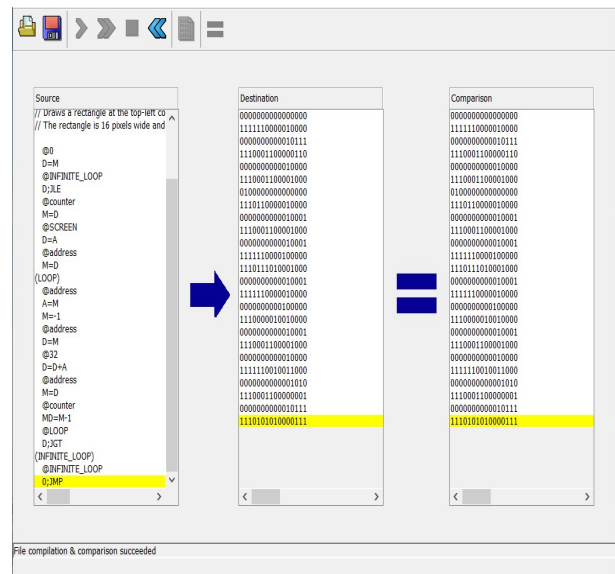 Source
// Draws a rectangle at the top-left co
// The rectangle is 16 pixels wide and
@0
D=M
@INFINITE_LOOP
D;JLE
@counter
M=D
@SCREEN
D=A
@address
M=D
(LOOP)
@address
A=M
M=-1
@address
D=M
@32
D=D+A
@address
M=D
@counter
MD=M-1
@LOOP
D;JGT
(INFINITE_LOOP)
@INFINITE_LOOP
0;JMP
Destination
0000000000000000
1111110000010000
0000000000010111
1110001100000110
0000000000010000
1110001100001000
0100000000000000
1110110000010000
0000000000010001
1110001100001000
0000000000010001
1111110000100000
1110111010001000
0000000000010001
1111110000010000
0000000000100000
1110000010010000
0000000000010001
1110001100001000
0000000000010000
1111110010011000
0000000000001010
1110001100000001
0000000000010111
1110101010000111
Comparison
0000000000000000
1111110000010000
0000000000010111
1110001100000110
0000000000010000
1110001100001000
0100000000000000
1110110000010000
0000000000010001
1110001100001000
0000000000010001
1111110000100000
1110111010001000
0000000000010001
1111110000010000
0000000000100000
1110000010010000
0000000000010001
1110001100001000
0000000000010000
1111110010011000
0000000000001010
1110001100000001
0000000000010111
1110101010000111
File compilation & comparison succeeded